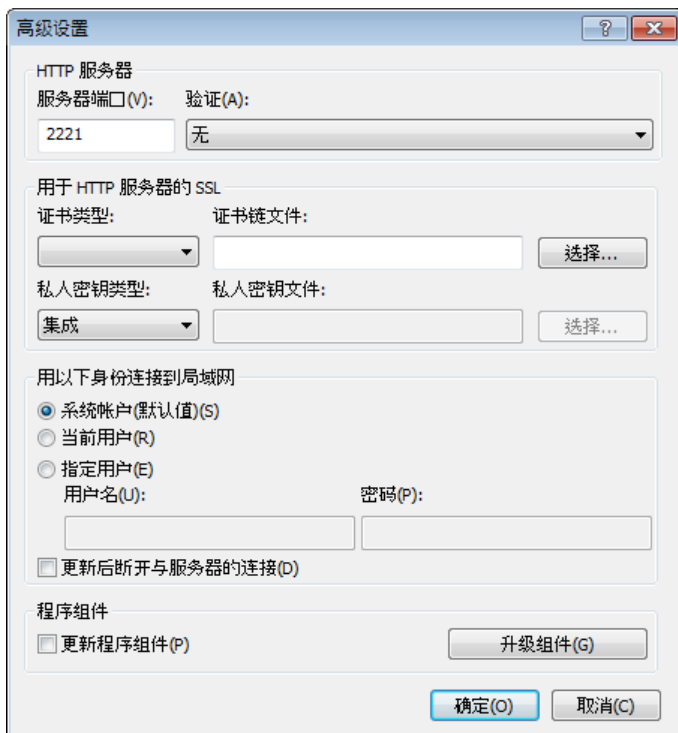 高级设置
HTTP 服务器
服务器端口(V): 验证(A):
2221 无
用于 HTTP 服务器的 SSL
证书类型: 证书链文件:
选择...
私人密钥类型: 私人密钥文件:
集成 选择...
用以下身份连接到局域网
系统帐户(默认值)(S)
当前用户(R)
指定用户(E)
用户名(U): 密码(P):
更新后断开与服务器的连接(D)
程序组件
更新程序组件(P) 升级组件(G)
确定(O) 取消(C)